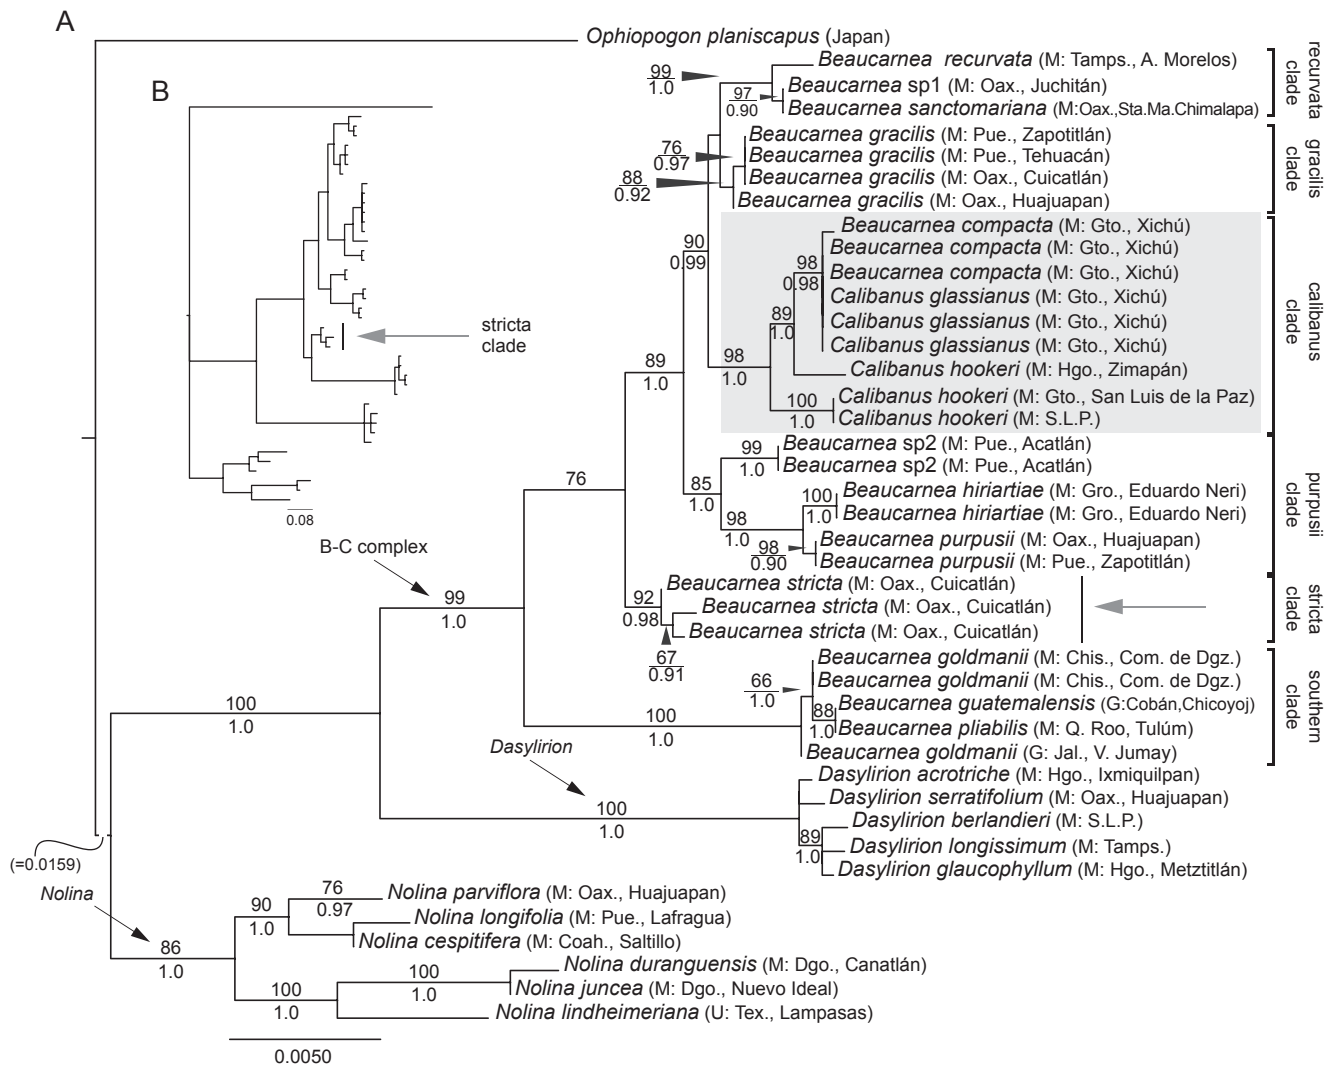 A
Ophiopogon planiscapus (Japan)
Beaucarnea recurvata (M: Tamps., A. Morelos)
99
1.0
Beaucarnea sp1 (M: Oax., Juchitán)
97
0.90
Beaucarnea sanctomariana (M:Oax.,Sta.Ma.Chimalapa)
recurvata
clade
B
Beaucarnea gracilis (M: Pue., Zapotitlán)
76
0.97
Beaucarnea gracilis (M: Pue., Tehuacán)
Beaucarnea gracilis (M: Oax., Cuicatlán)
88
0.92
Beaucarnea gracilis (M: Oax., Huajuapan)
gracilis
clade
Beaucarnea compacta (M: Gto., Xichú)
90
0.99
Beaucarnea compacta (M: Gto., Xichú)
98
0.98
Beaucarnea compacta (M: Gto., Xichú)
Calibanus glassianus (M: Gto., Xichú)
89
1.0
Calibanus glassianus (M: Gto., Xichú)
Calibanus glassianus (M: Gto., Xichú)
98
1.0
Calibanus hookeri (M: Hgo., Zimapán)
100
1.0
Calibanus hookeri (M: Gto., San Luis de la Paz)
Calibanus hookeri (M: S.L.P.)
calibanus
clade
stricta
clade
89
1.0
Beaucarnea sp2 (M: Pue., Acatlán)
99
1.0
Beaucarnea sp2 (M: Pue., Acatlán)
76
85
1.0
Beaucarnea hiriartiae (M: Gro., Eduardo Neri)
100
1.0
Beaucarnea hiriartiae (M: Gro., Eduardo Neri)
98
1.0
Beaucarnea purpusii (M: Oax., Huajuapan)
98
0.90
Beaucarnea purpusii (M: Pue., Zapotitlán)
purpusii
clade
0.08
B-C complex
99
1.0
Beaucarnea stricta (M: Oax., Cuicatlán)
92
0.98
Beaucarnea stricta (M: Oax., Cuicatlán)
Beaucarnea stricta (M: Oax., Cuicatlán)
67
0.91
stricta
clade
Beaucarnea goldmanii (M: Chis., Com. de Dgz.)
66
1.0
Beaucarnea goldmanii (M: Chis., Com. de Dgz.)
Beaucarnea guatemalensis (G:Cobán,Chicoyoj)
88
1.0
Beaucarnea pliabilis (M: Q. Roo, Tulúm)
100
1.0
Beaucarnea goldmanii (G: Jal., V. Jumay)
southern
clade
100
1.0
Dasylirion
Dasylirion acrotriche (M: Hgo., Ixmiquilpan)
Dasylirion serratifolium (M: Oax., Huajuapan)
100
1.0
Dasylirion berlandieri (M: S.L.P.)
89
1.0
Dasylirion longissimum (M: Tamps.)
Dasylirion glaucophyllum (M: Hgo., Metztitlán)
(=0.0159)
Nolina
76
0.97
Nolina parviflora (M: Oax., Huajuapan)
90
1.0
Nolina longifolia (M: Pue., Lafragua)
Nolina cespitifera (M: Coah., Saltillo)
86
1.0
Nolina duranguensis (M: Dgo., Canatlán)
100
1.0
Nolina juncea (M: Dgo., Nuevo Ideal)
100
1.0
Nolina lindheimeriana (U: Tex., Lampasas)
0.0050